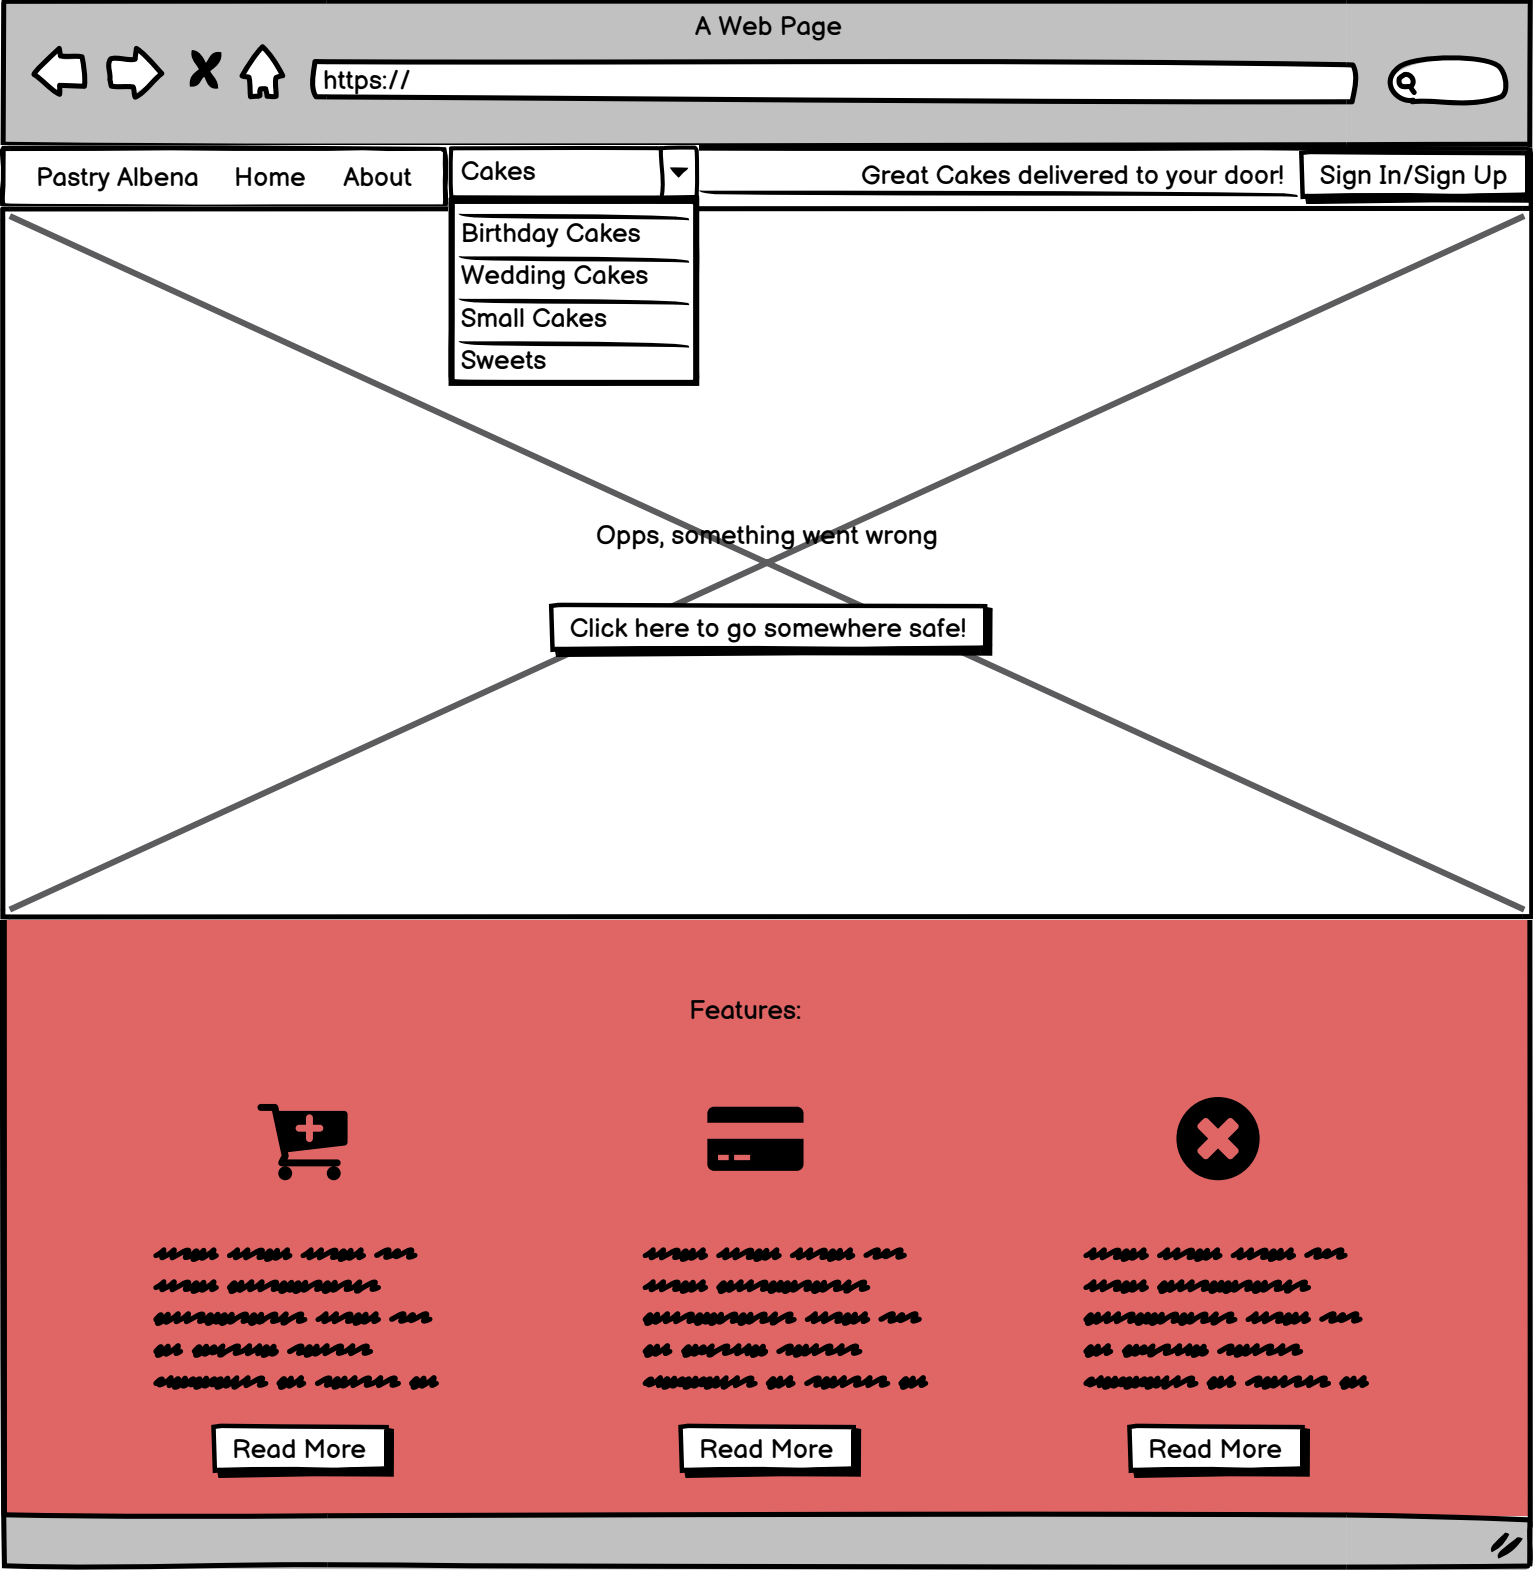 A Web Page
https://
Pastry Albena Home About Cakes Great Cakes delivered to your door! Sign In/Sign Up
Birthday Cakes
Wedding Cakes
Small Cakes
Sweets
Opps, something went wrong
Click here to go somewhere safe!
Features:
Read More Read More Read More